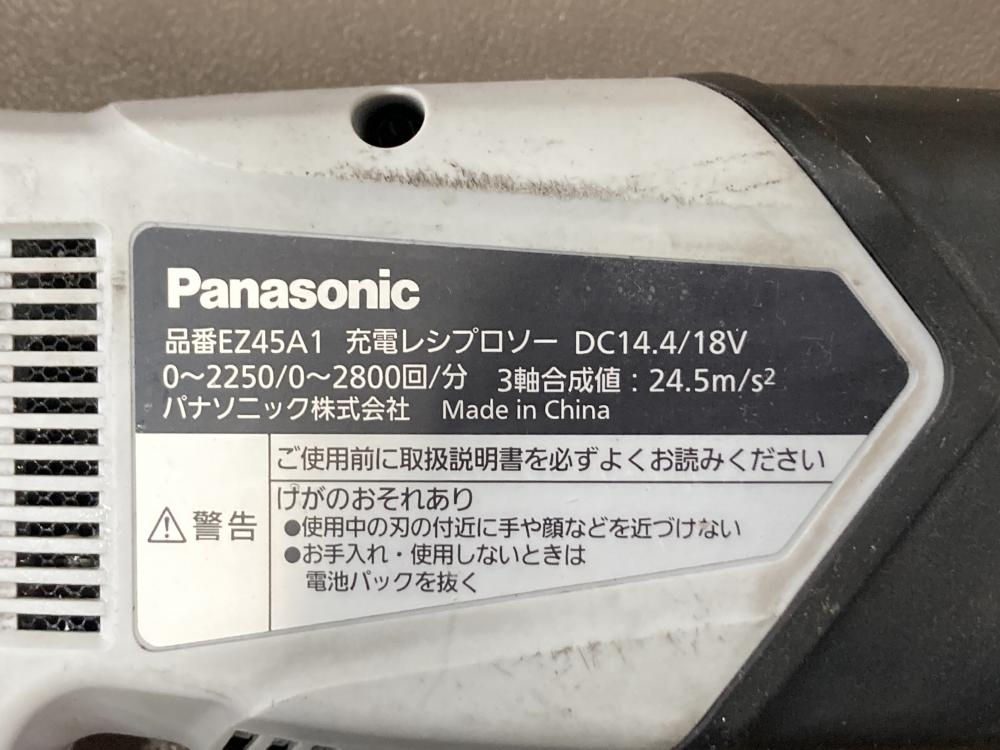 Panasonic
品番EZ45A1 充電レシプロソー DC14.4/18V
0～2250/0～2800回/分 3軸合成値：24.5m/s²
パナソニック株式会社 Made in China
警告
ご使用前に取扱説明書を必ずよくお読みください
けがのおそれあり
●使用中の刃の付近に手や顔などを近づけない
●お手入れ・使用しないときは
電池パックを抜く